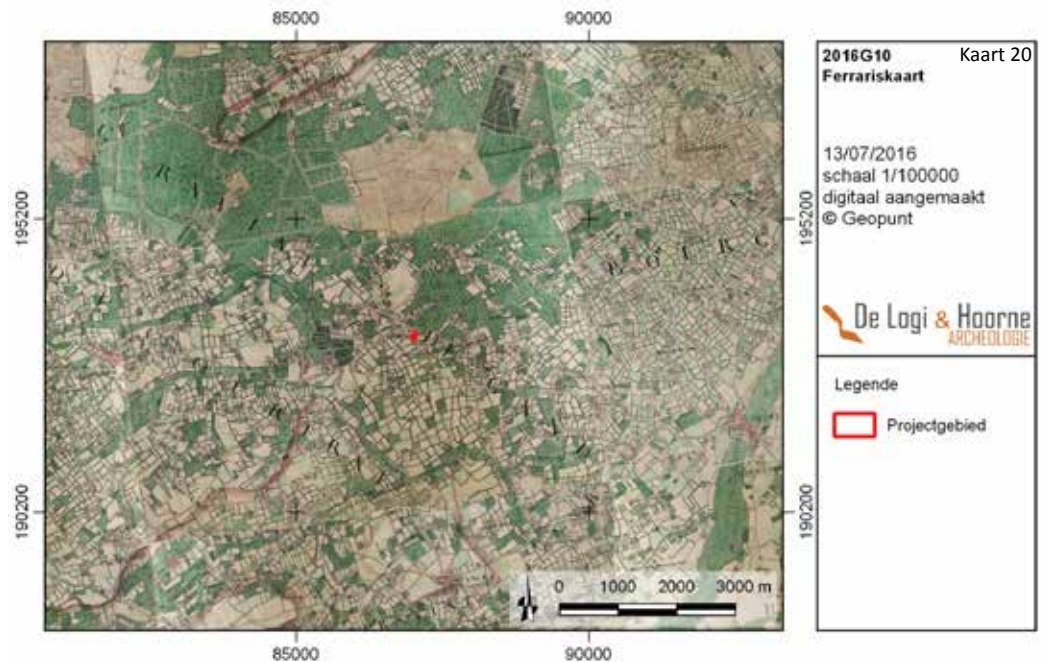 85000 90000
2016G10 Kaart 20
Ferrariskaart
13/07/2016
schaal 1/100000
digitaal aangemaakt
© Geopunt
195200 195200
De Logi & Hoorne
ARCHEOLOGIE
Legende
Projectgebied
190200 190200
0 1000 2000 3000 m
85000 90000